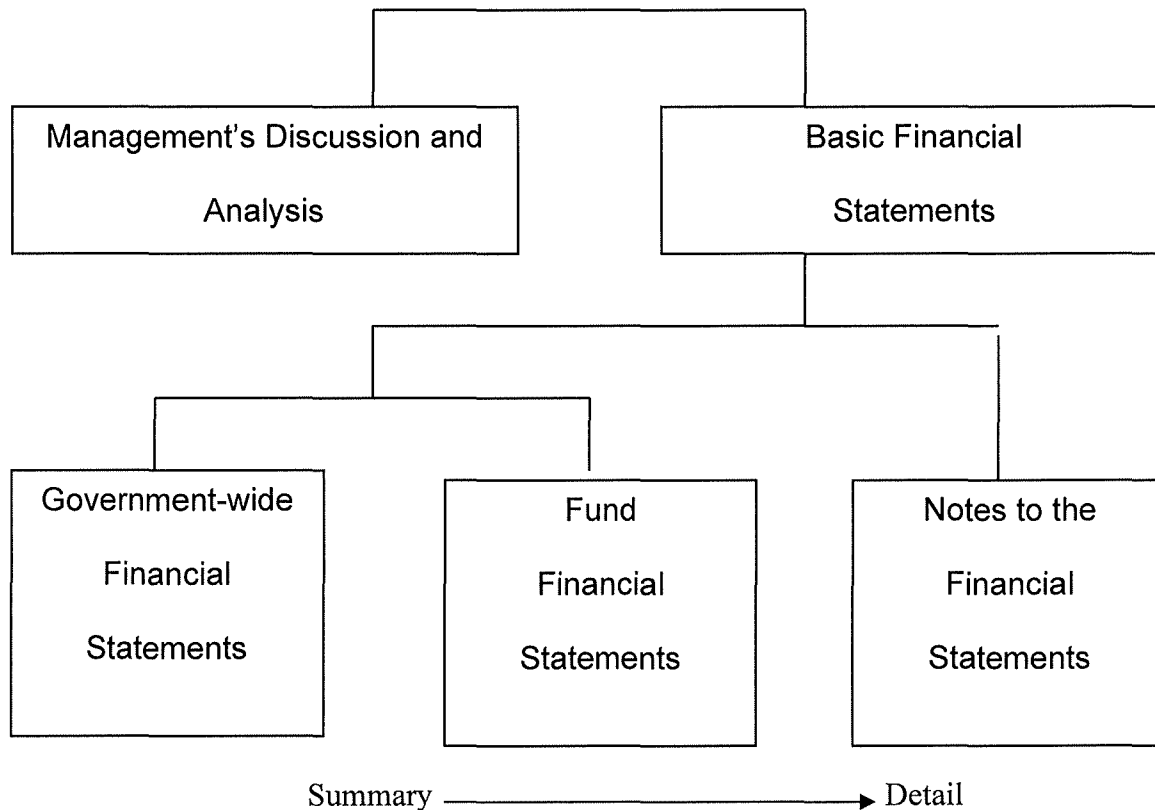 Management's Discussion and
Analysis
Basic Financial
Statements
Government-wide
Financial
Statements
Fund
Financial
Statements
Notes to the
Financial
Statements
Summary
Detail